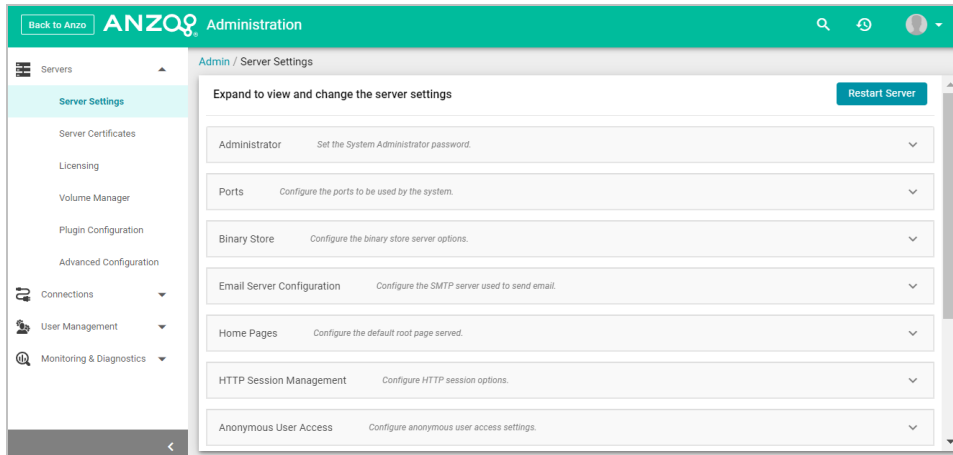 Back to Anzo ANZO® Administration
Servers
Server Settings
Server Certificates
Licensing
Volume Manager
Plugin Configuration
Advanced Configuration
Connections
User Management
Monitoring & Diagnostics
Admin / Server Settings
Expand to view and change the server settings Restart Server
Administrator Set the System Administrator password.
Ports Configure the ports to be used by the system.
Binary Store Configure the binary store server options.
Email Server Configuration Configure the SMTP server used to send email.
Home Pages Configure the default root page served.
HTTP Session Management Configure HTTP session options.
Anonymous User Access Configure anonymous user access settings.